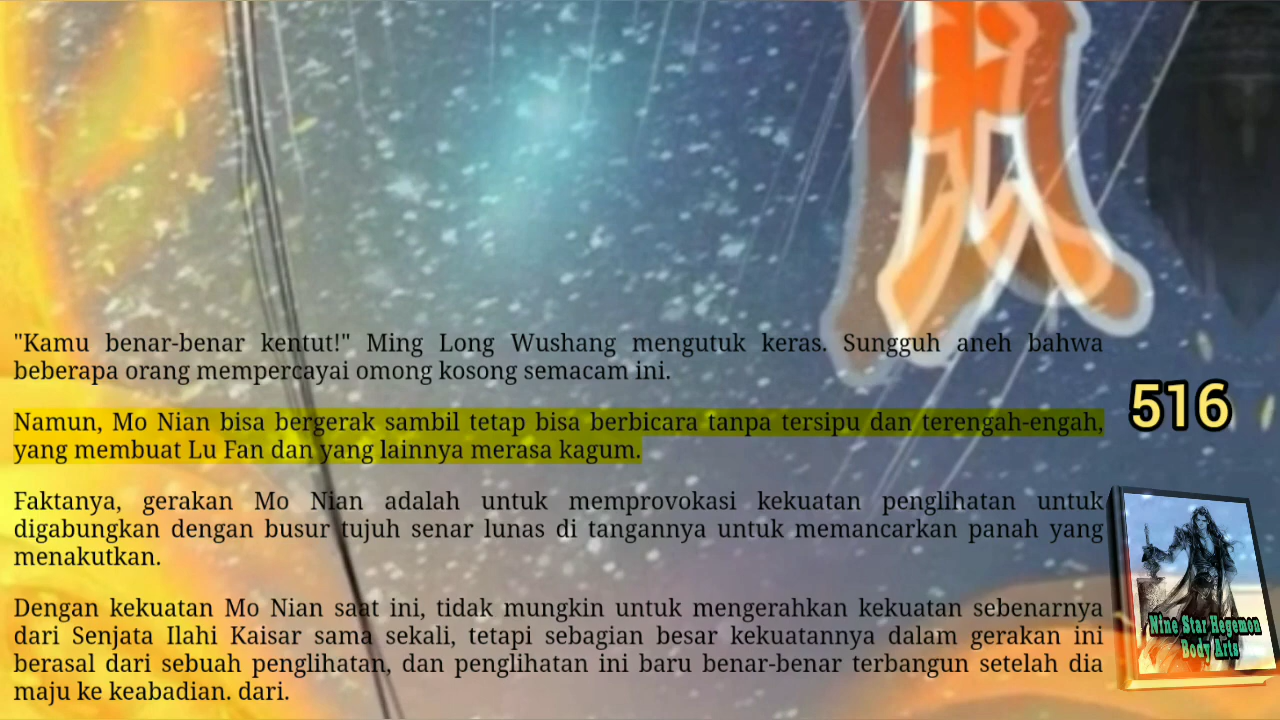 "Kamu benar-benar kentut!" Ming Long Wushang mengutuk keras. Sungguh aneh bahwa
beberapa orang mempercayai omong kosong semacam ini.
Namun, Mo Nian bisa bergerak sambil tetap bisa berbicara tanpa tersipu dan terengah-engah,
yang membuat Lu Fan dan yang lainnya merasa kagum.
Faktanya, gerakan Mo Nian adalah untuk memprovokasi kekuatan penglihatan untuk
digabungkan dengan busur tujuh senar lunas di tangannya untuk memancarkan panah yang
menakutkan.
Dengan kekuatan Mo Nian saat ini, tidak mungkin untuk mengerahkan kekuatan sebenarnya
dari Senjata Ilahi Kaisar sama sekali, tetapi sebagian besar kekuatannya dalam gerakan ini
berasal dari sebuah penglihatan, dan penglihatan ini baru benar-benar terbangun setelah dia
maju ke keabadian. dari.
516
Nine Star Hegemon
Body Arts